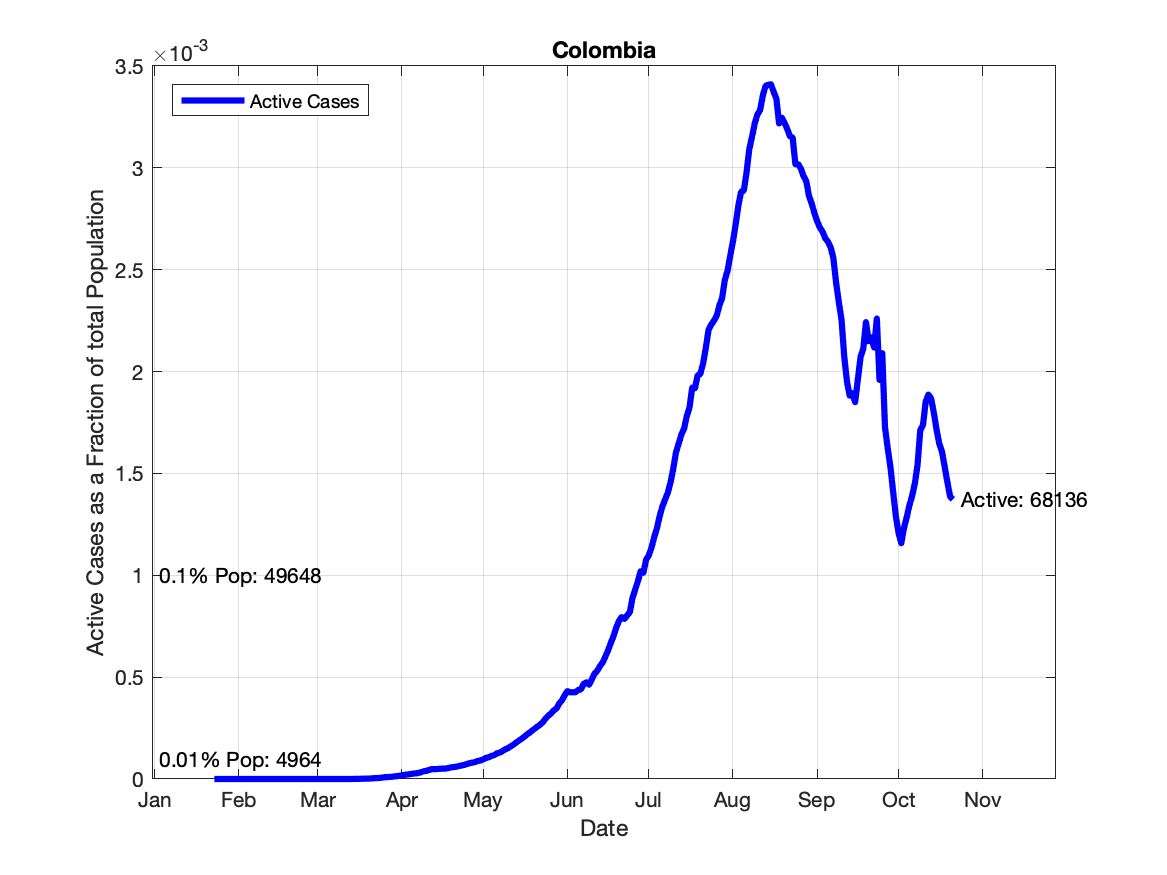 Colombia
×10-3
Active Cases
3.5
3
2.5
2
1.5
1
0.5
0
Active Cases as a Fraction of total Population
Active: 68136
0.1% Pop: 49648
0.01% Pop: 4964
Jan Feb Mar Apr May Jun Jul Aug Sep Oct Nov
Date